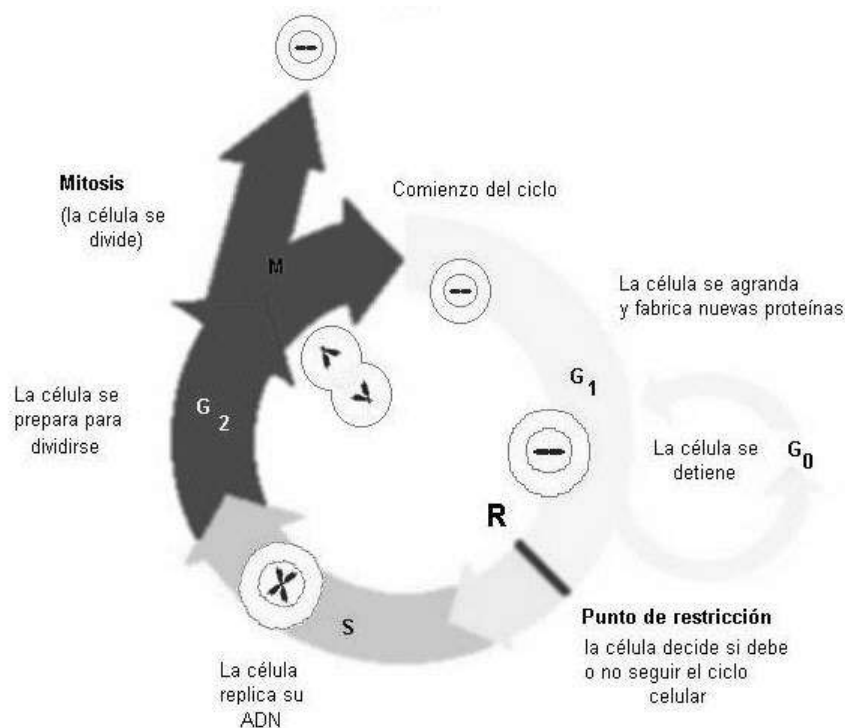 Comienzo del ciclo
Mitosis
(la célula se
divide)
M
La célula se agranda
y fabrica nuevas proteínas
G1
La célula se
prepara para
dividirse
G 2
La célula se
detiene
G0
R
Punto de restricción
la célula decide si debe
o no seguir el ciclo
celular
S
La célula
replica su
ADN